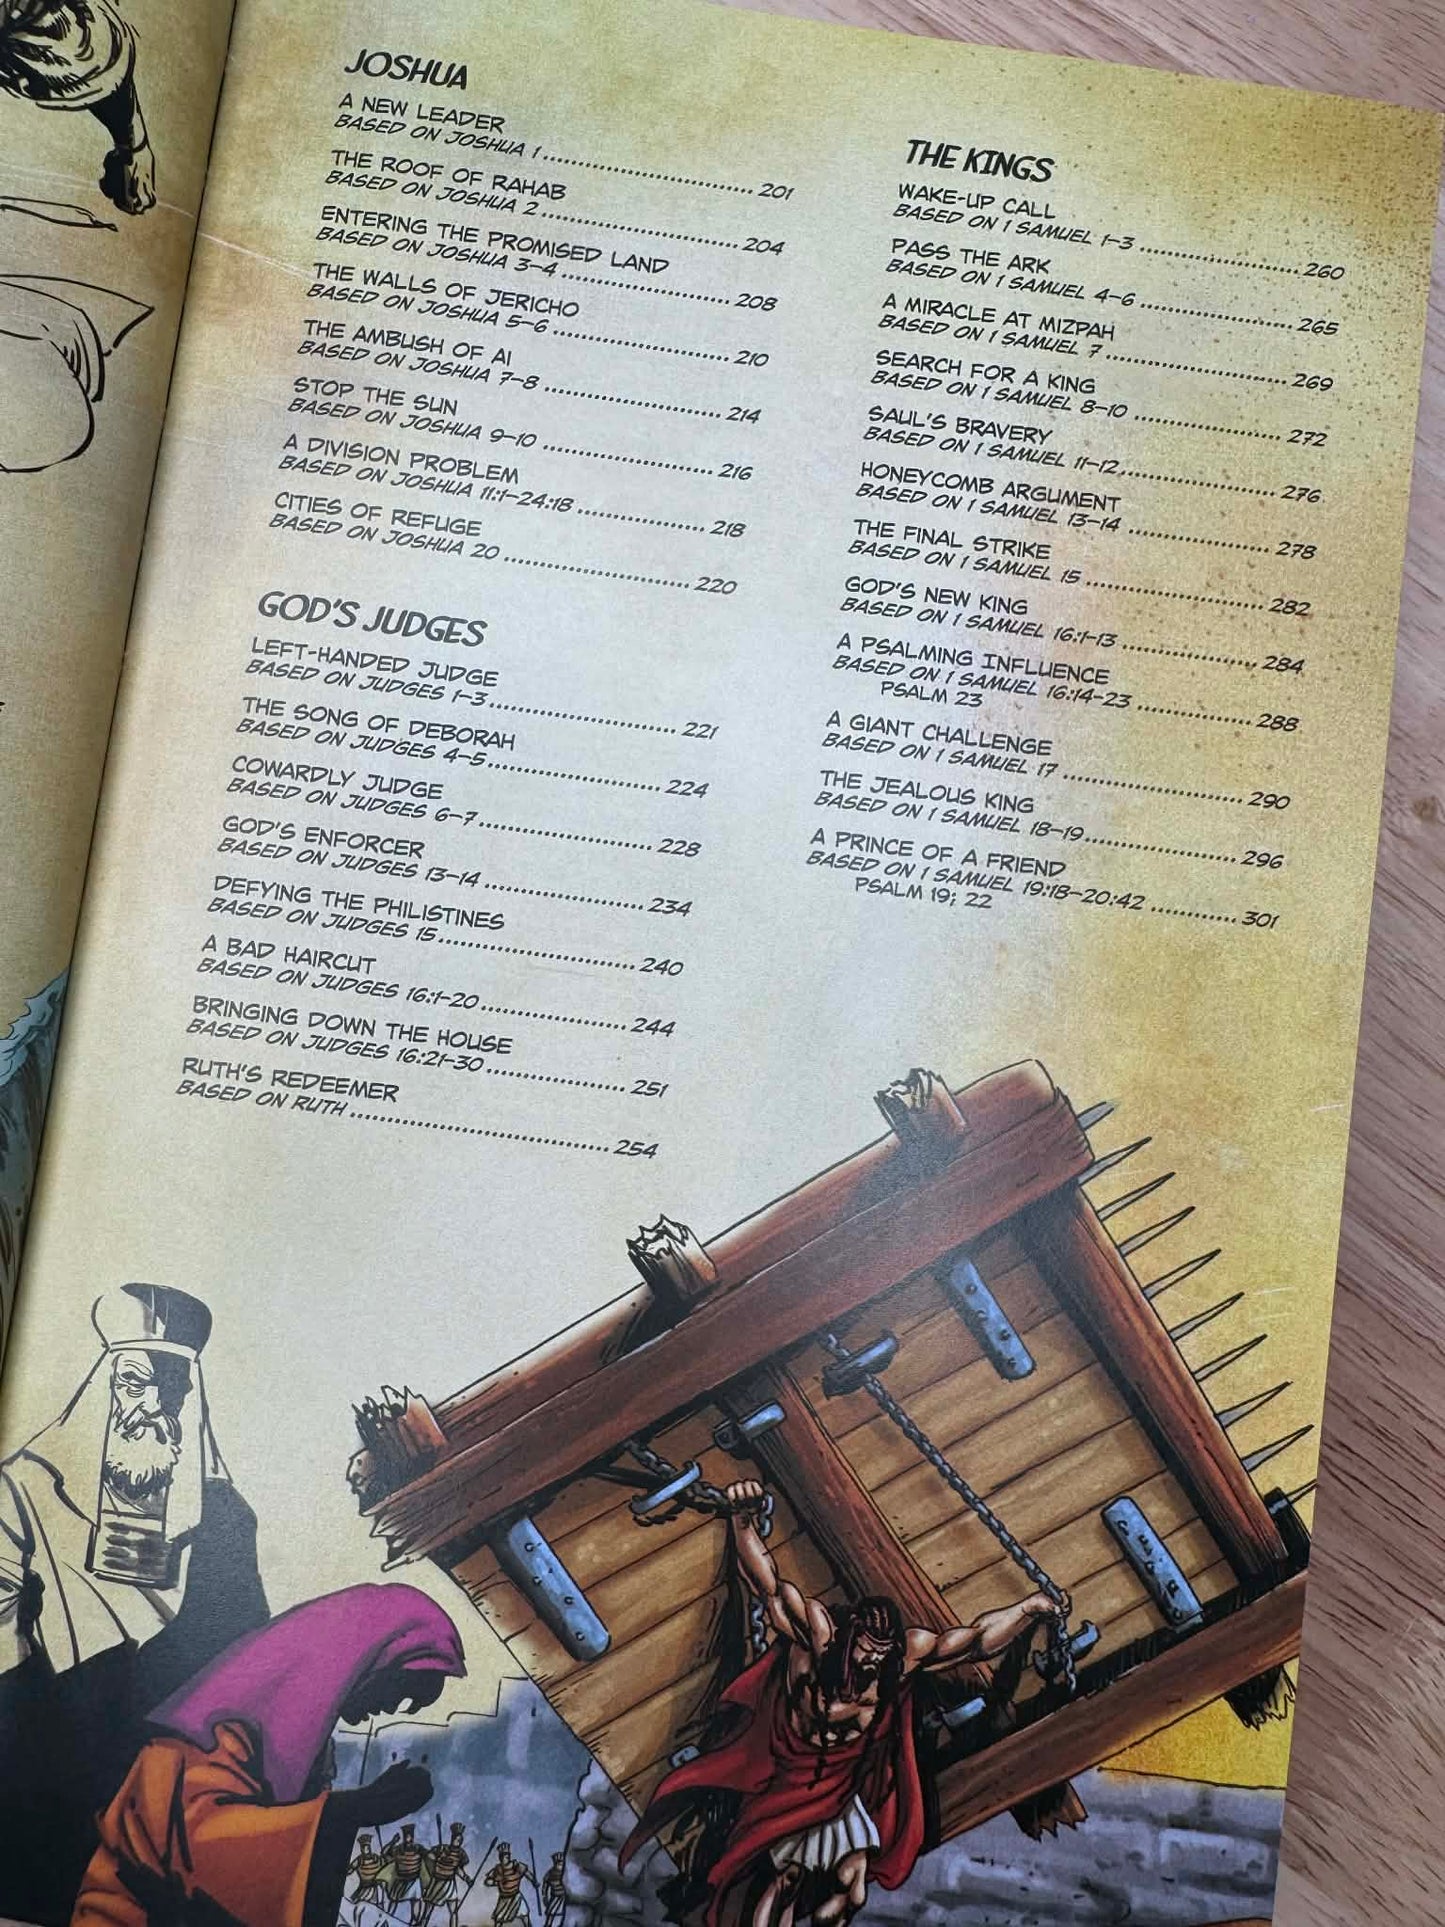 JOSHUA
A NEW LEADER
BASED ON JOSHUA 1 .......... 201
THE ROOF OF RAHAB
BASED ON JOSHUA 2 .......... 204
ENTERING THE PROMISED LAND
BASED ON JOSHUA 3–4 .......... 208
THE WALLS OF JERICHO
BASED ON JOSHUA 5–6 .......... 210
THE AMBUSH OF AI
BASED ON JOSHUA 7–8 .......... 214
STOP THE SUN
BASED ON JOSHUA 9–10 .......... 216
A DIVISION PROBLEM
BASED ON JOSHUA 11:1–24:18 .......... 218
CITIES OF REFUGE
BASED ON JOSHUA 20 .......... 220
GOD'S JUDGES
LEFT-HANDED JUDGE
BASED ON JUDGES 1–3 .......... 221
THE SONG OF DEBORAH
BASED ON JUDGES 4–5 .......... 224
COWARDLY JUDGE
BASED ON JUDGES 6–7 .......... 228
GOD'S ENFORCER
BASED ON JUDGES 13–14 .......... 234
DEFYING THE PHILISTINES
BASED ON JUDGES 15 .......... 240
A BAD HAIRCUT
BASED ON JUDGES 16:1–20 .......... 244
BRINGING DOWN THE HOUSE
BASED ON JUDGES 16:21–30 .......... 251
RUTH'S REDEEMER
BASED ON RUTH .......... 254
THE KINGS
WAKE-UP CALL
BASED ON 1 SAMUEL 1–3 .......... 260
PASS THE ARK
BASED ON 1 SAMUEL 4–6 .......... 265
A MIRACLE AT MIZPAH
BASED ON 1 SAMUEL 7 .......... 269
SEARCH FOR A KING
BASED ON 1 SAMUEL 8–10 .......... 272
SAUL'S BRAVERY
BASED ON 1 SAMUEL 11–12 .......... 276
HONEYCOMB ARGUMENT
BASED ON 1 SAMUEL 13–14 .......... 278
THE FINAL STRIKE
BASED ON 1 SAMUEL 15 .......... 282
GOD'S NEW KING
BASED ON 1 SAMUEL 16:1–13 .......... 284
A PSALMING INFLUENCE
BASED ON 1 SAMUEL 16:14–23 .......... 288
PSALM 23
A GIANT CHALLENGE
BASED ON 1 SAMUEL 17 .......... 290
THE JEALOUS KING
BASED ON 1 SAMUEL 18–19 .......... 296
A PRINCE OF A FRIEND
BASED ON 1 SAMUEL 19:18–20:42 .......... 301
PSALM 19; 22